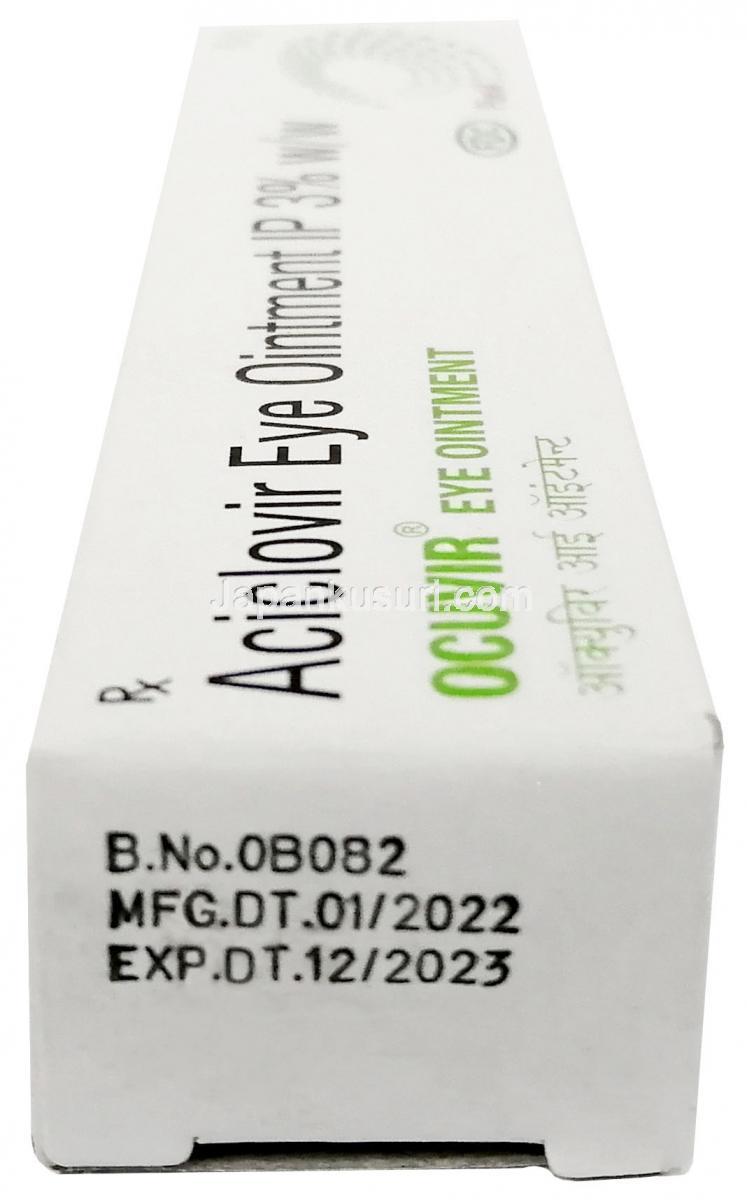 Rx
Aciclovir Eye Ointment IP 3% w/w
OCUVIR® EYE OINTMENT
ऑक्युविर आई ऑइंटमेन्ट
Japankusuri.com
B.No.0B082
MFG.DT.01/2022
EXP.DT.12/2023